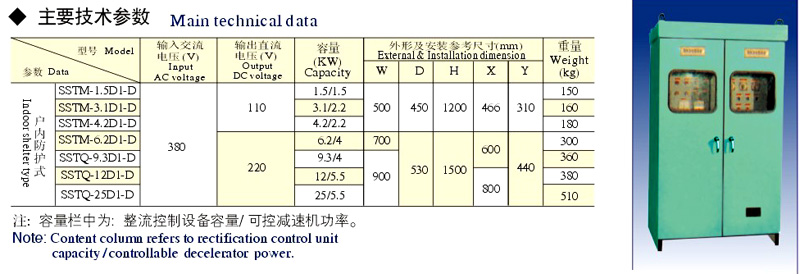 ◆ 主要技术参数 Main technical data
型号 Model
参数 Data
输入交流电压(V) Input AC voltage
输出直流电压(V) Output DC voltage
容量(KW) Capacity
外形及安装参考尺寸(mm)
External & Installation dimension
W D H X Y
重量 Weight (kg)
户内防护式 Indoor shelter type
SSTM-1.5D1-D 380 110 1.5/1.5 500 450 1200 466 310 150
SSTM-3.1D1-D 3.1/2.2 160
SSTM-4.2D1-D 4.2/2.2 180
SSTM-6.2D1-D 220 6.2/4 700 530 1500 600 440 300
SSTQ-9.3D1-D 9.3/4 900 360
SSTQ-12D1-D 12/5.5 800 380
SSTQ-25D1-D 25/5.5 510
注: 容量栏中为: 整流控制设备容量/可控减速机功率。
Note: Content column refers to rectification control unit
capacity/controllable decelerator power.